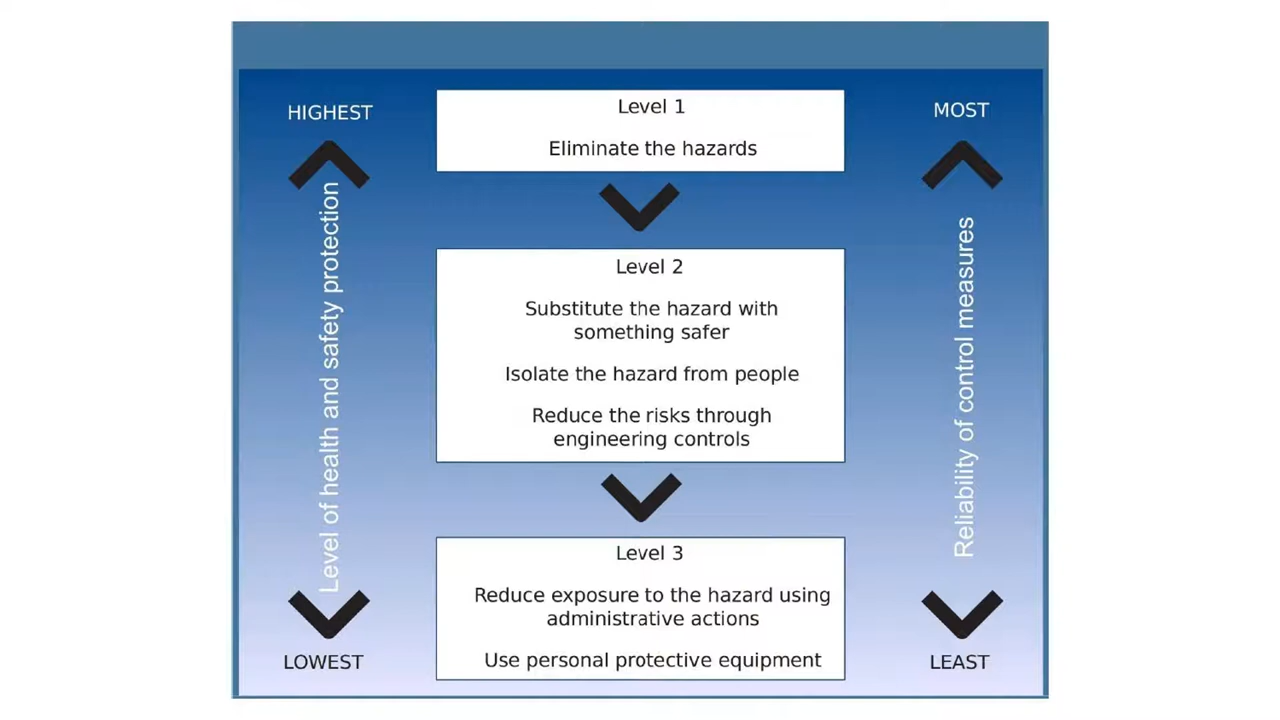 HIGHEST
Level of health and safety protection
LOWEST
Level 1
Eliminate the hazards
Level 2
Substitute the hazard with
something safer
Isolate the hazard from people
Reduce the risks through
engineering controls
Level 3
Reduce exposure to the hazard using
administrative actions
Use personal protective equipment
MOST
Reliability of control measures
LEAST